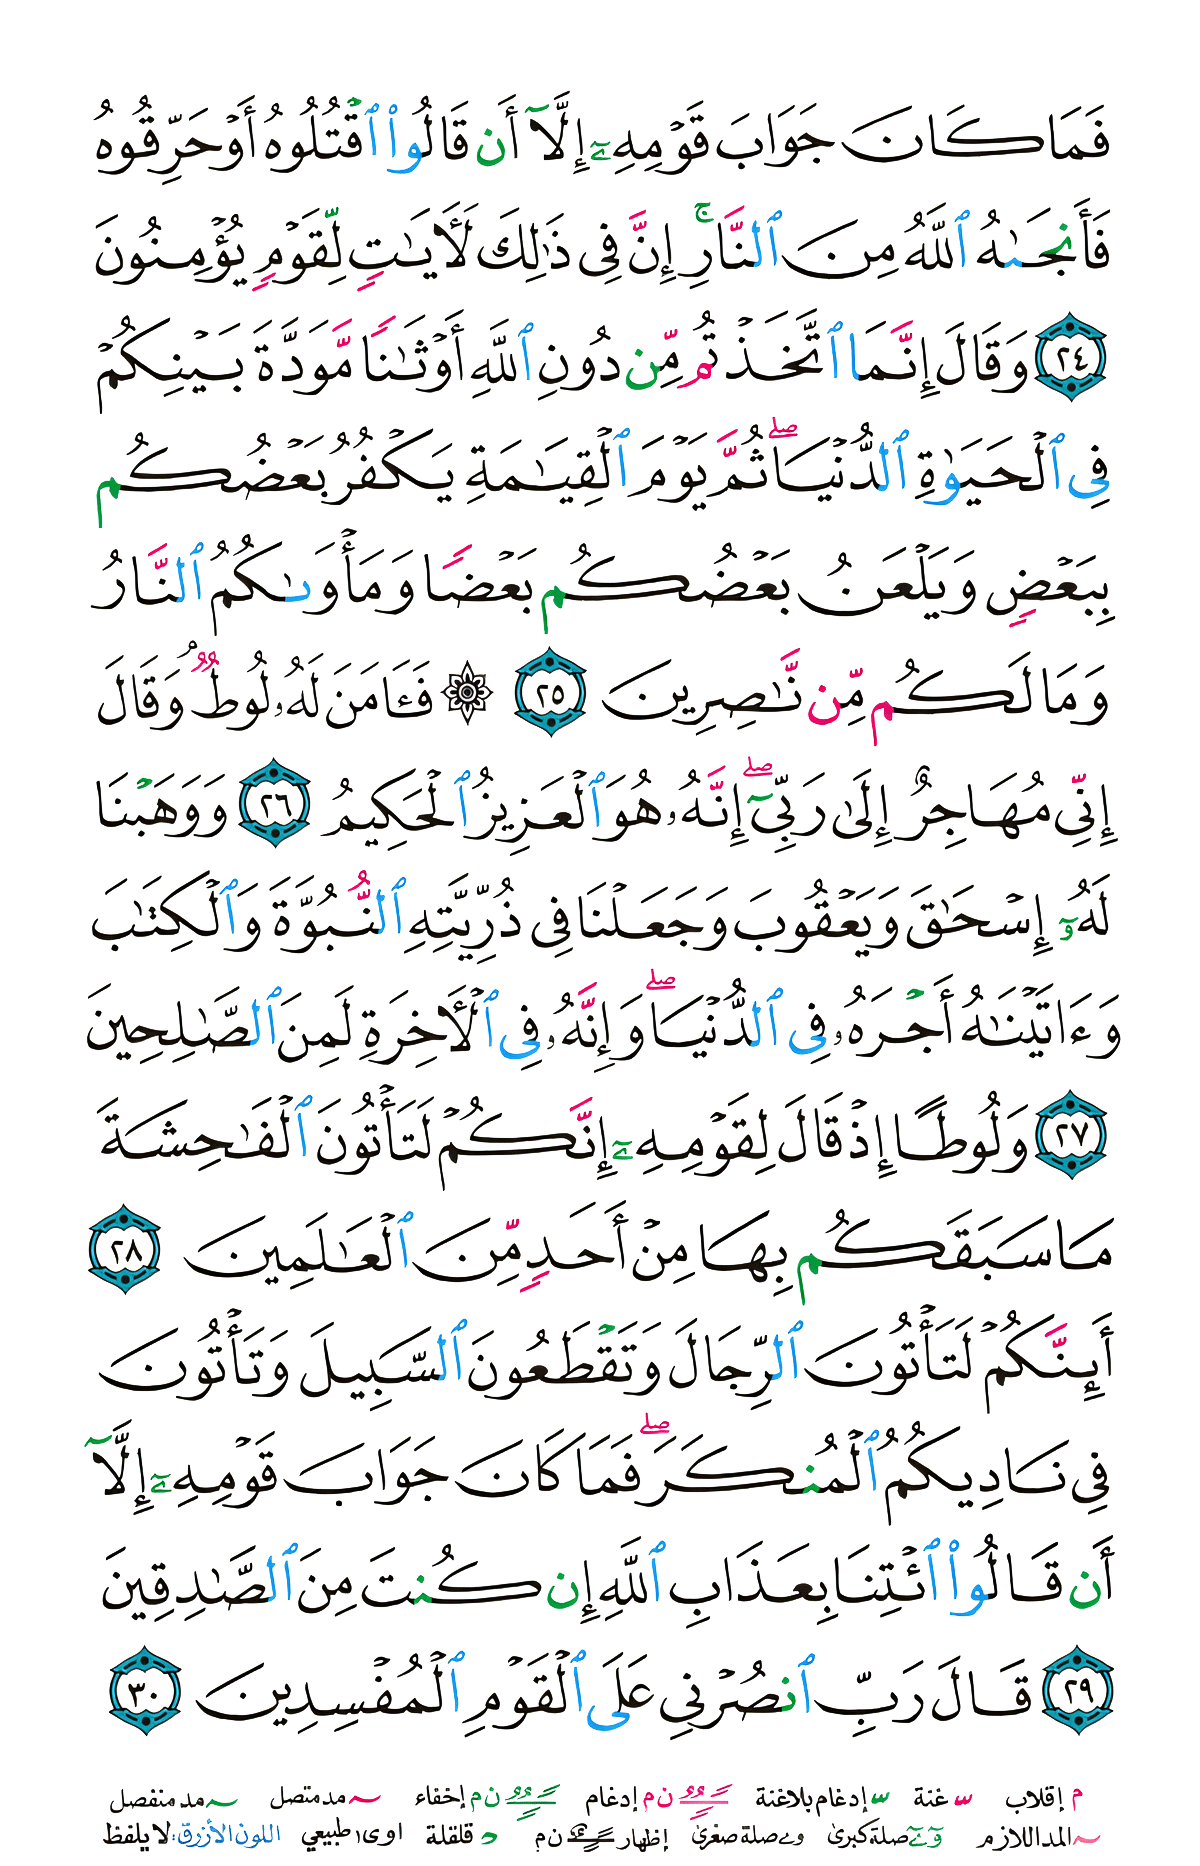 فَمَا كَانَ جَوَابَ قَوْمِهِۦٓ إِلَّآ أَن قَالُوا۟ ٱقْتُلُوهُ أَوْ حَرِّقُوهُ
فَأَنجَىٰهُ ٱللَّهُ مِنَ ٱلنَّارِ ۚ إِنَّ فِى ذَٰلِكَ لَـَٔايَـٰتٍ لِّقَوْمٍ يُؤْمِنُونَ
٢٤ وَقَالَ إِنَّمَا ٱتَّخَذْتُم مِّن دُونِ ٱللَّهِ أَوْثَـٰنًا مَّوَدَّةَ بَيْنِكُمْ
فِى ٱلْحَيَوٰةِ ٱلدُّنْيَا ۖ ثُمَّ يَوْمَ ٱلْقِيَـٰمَةِ يَكْفُرُ بَعْضُكُم
بِبَعْضٍ وَيَلْعَنُ بَعْضُكُم بَعْضًا وَمَأْوَىٰكُمُ ٱلنَّارُ
وَمَا لَكُم مِّن نَّـٰصِرِينَ ٢٥ ۞ فَـَٔامَنَ لَهُۥ لُوطٌ ۘ وَقَالَ
إِنِّى مُهَاجِرٌ إِلَىٰ رَبِّىٓ ۖ إِنَّهُۥ هُوَ ٱلْعَزِيزُ ٱلْحَكِيمُ ٢٦ وَوَهَبْنَا
لَهُۥٓ إِسْحَـٰقَ وَيَعْقُوبَ وَجَعَلْنَا فِى ذُرِّيَّتِهِ ٱلنُّبُوَّةَ وَٱلْكِتَـٰبَ
وَءَاتَيْنَـٰهُ أَجْرَهُۥ فِى ٱلدُّنْيَا ۖ وَإِنَّهُۥ فِى ٱلْـَٔاخِرَةِ لَمِنَ ٱلصَّـٰلِحِينَ
٢٧ وَلُوطًا إِذْ قَالَ لِقَوْمِهِۦٓ إِنَّكُمْ لَتَأْتُونَ ٱلْفَـٰحِشَةَ
مَا سَبَقَكُم بِهَا مِنْ أَحَدٍ مِّنَ ٱلْعَـٰلَمِينَ ٢٨
أَئِنَّكُمْ لَتَأْتُونَ ٱلرِّجَالَ وَتَقْطَعُونَ ٱلسَّبِيلَ وَتَأْتُونَ
فِى نَادِيكُمُ ٱلْمُنكَرَ ۖ فَمَا كَانَ جَوَابَ قَوْمِهِۦٓ إِلَّآ
أَن قَالُوا۟ ٱئْتِنَا بِعَذَابِ ٱللَّهِ إِن كُنتَ مِنَ ٱلصَّـٰدِقِينَ
٢٩ قَالَ رَبِّ ٱنصُرْنِى عَلَى ٱلْقَوْمِ ٱلْمُفْسِدِينَ ٣٠
م إقلاب ّ غنة ّ إدغام بلاغنة ـًـٍـٌ ن م إدغام ـًـٍـٌ ن م إخفاء ~ مد متصل ~ مد منفصل
~ المد اللازم وٓ ےٓ صلة كبرى و ے صلة صغرى إظهار ـًـٍـٌ ن م د قلقلة ا و ى ا طبيعي اللون الأزرق: لا يلفظ